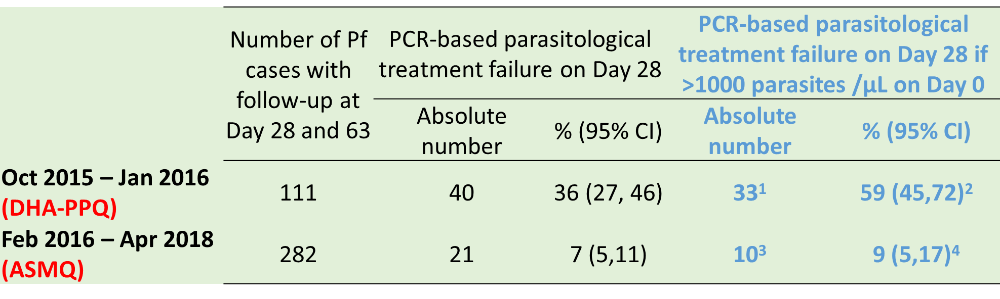 Number of Pf
cases with
follow-up at
Day 28 and 63
PCR-based parasitological
treatment failure on Day 28
PCR-based parasitological
treatment failure on Day 28 if
>1000 parasites /µL on Day 0
Absolute
number
% (95% CI)
Absolute
number
% (95% CI)
Oct 2015 – Jan 2016
(DHA-PPQ)
111
40
36 (27, 46)
33¹
59 (45,72)²
Feb 2016 – Apr 2018
(ASMQ)
282
21
7 (5,11)
10³
9 (5,17)⁴